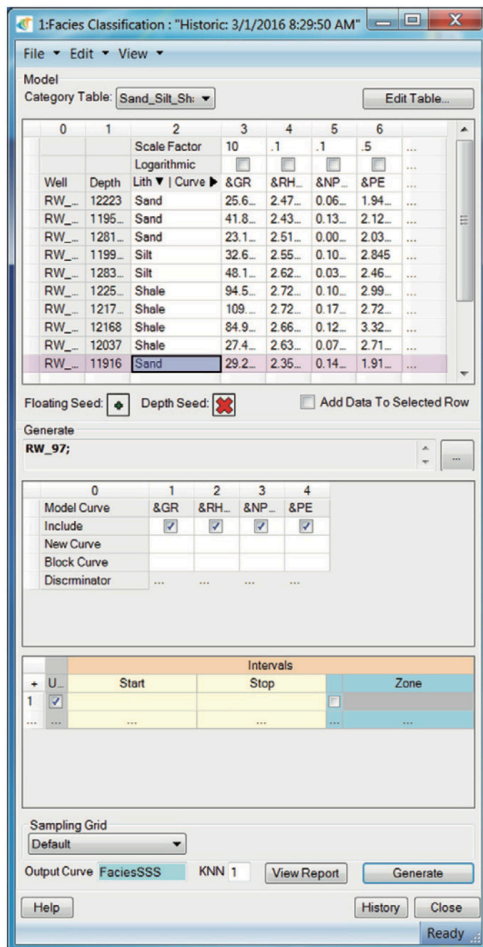 1:Facies Classification : "Historic: 3/1/2016 8:29:50 AM"
File Edit View
Model
Category Table: Sand_Silt_Sh: Edit Table...
0 1 2 3 4 5 6
Scale Factor 10 .1 .1 .5 ...
Logarithmic ...
Well Depth Lith ▼ | Curve ▶ &GR &RH... &NP... &PE ...
RW_... 12223 Sand 25.6... 2.47... 0.06... 1.94... ...
RW_... 1195... Sand 41.8... 2.43... 0.13... 2.12... ...
RW_... 1281... Sand 23.1... 2.51... 0.00... 2.03... ...
RW_... 1199... Silt 32.6... 2.55... 0.10... 2.845 ...
RW_... 1283... Silt 48.1... 2.62... 0.03... 2.46... ...
RW_... 1225... Shale 94.5... 2.72... 0.10... 2.99... ...
RW_... 1217... Shale 109.... 2.72... 0.17... 2.72... ...
RW_... 12168 Shale 84.9... 2.66... 0.12... 3.32... ...
RW_... 12037 Shale 27.4... 2.63... 0.07... 2.71... ...
RW_... 11916 Sand 29.2... 2.35... 0.14... 1.91... ...
Floating Seed: Depth Seed: Add Data To Selected Row
Generate
RW_97;
...
0 1 2 3 4
Model Curve &GR &RH... &NP... &PE
Include
New Curve
Block Curve
Discrminator ... ... ... ...
Intervals
+ U... Start Stop Zone
1
... ... ... ... ... ...
Sampling Grid
Default
Output Curve FaciesSSS KNN 1 View Report Generate
Help History Close
Ready